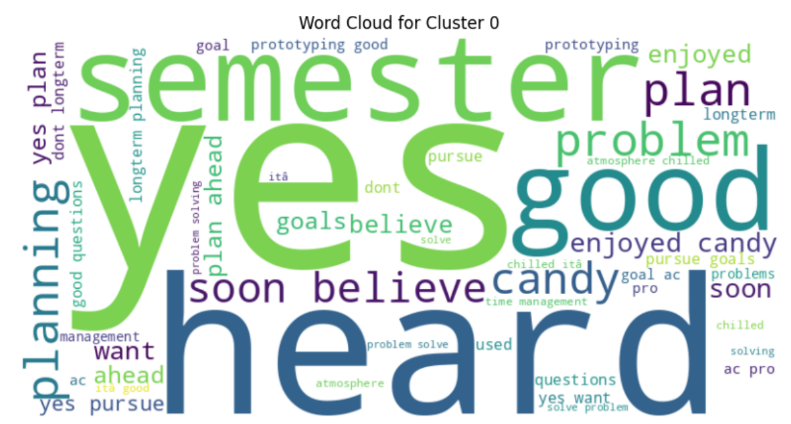 Word Cloud for Cluster 0
yes plan
dont longterm
longterm planning
goal
prototyping good
prototyping
enjoyed
semester
plan
longterm
problem
atmosphere chilled
yes
plan ahead
problem solving
itâ
pursue
dont
goals
believe
solve
good
planning
good questions
enjoyed candy
pursue goals
chilled itâ
candy
goal ac
problems
pro
soon
soon believe
time management
heard
management
want
ac
ahead
itâ good
yes pursue
problem solve
used
atmosphere
questions
yes want
solve problem
chilled
solving
ac pro